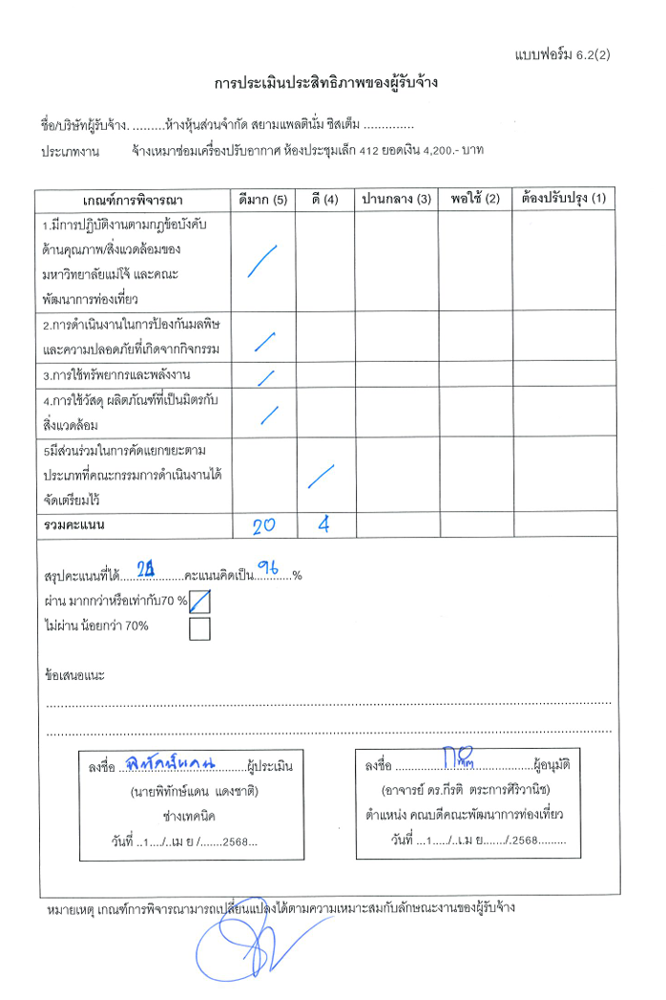 แบบฟอร์ม 6.2(2)
การประเมินประสิทธิภาพของผู้รับจ้าง
ชื่อ/บริษัทผู้รับจ้าง. .........ห้างหุ้นส่วนจำกัด สยามแพลตินั่ม ซิสเต็ม ..............
ประเภทงาน จ้างเหมาซ่อมเครื่องปรับอากาศ ห้องประชุมเล็ก 412 ยอดเงิน 4,200.- บาท
เกณฑ์การพิจารณา ดีมาก (5) ดี (4) ปานกลาง (3) พอใช้ (2) ต้องปรับปรุง (1)
1.มีการปฏิบัติงานตามกฎข้อบังคับ
ด้านคุณภาพ/สิ่งแวดล้อมของ
มหาวิทยาลัยแม่โจ้ และคณะ
พัฒนาการท่องเที่ยว
2.การดำเนินงานในการป้องกันมลพิษ
และความปลอดภัยที่เกิดจากกิจกรรม
3.การใช้ทรัพยากรและพลังงาน
4.การใช้วัสดุ ผลิตภัณฑ์ที่เป็นมิตรกับ
สิ่งแวดล้อม
5มีส่วนร่วมในการคัดแยกขยะตาม
ประเภทที่คณะกรรมการดำเนินงานได้
จัดเตรียมไว้
รวมคะแนน 20 4
สรุปคะแนนที่ได้...... 24 ......คะแนนคิดเป็น.. 96 ..........%
ผ่าน มากกว่าหรือเท่ากับ70 %
ไม่ผ่าน น้อยกว่า 70%
ข้อเสนอแนะ
ลงชื่อ ... พิทักษ์แดน ...ผู้ประเมิน
(นายพิทักษ์แดน แดงชาติ)
ช่างเทคนิค
วันที่ ..1..../..เม ย /.......2568...
ลงชื่อ ....................................ผู้อนุมัติ
(อาจารย์ ดร.กีรติ ตระการศิริวานิช)
ตำแหน่ง คณบดีคณะพัฒนาการท่องเที่ยว
วันที่ ...1...../..เ.ม ย......./.2568.........
หมายเหตุ เกณฑ์การพิจารณามารถเปลี่ยนแปลงได้ตามความเหมาะสมกับลักษณะงานของผู้รับจ้าง